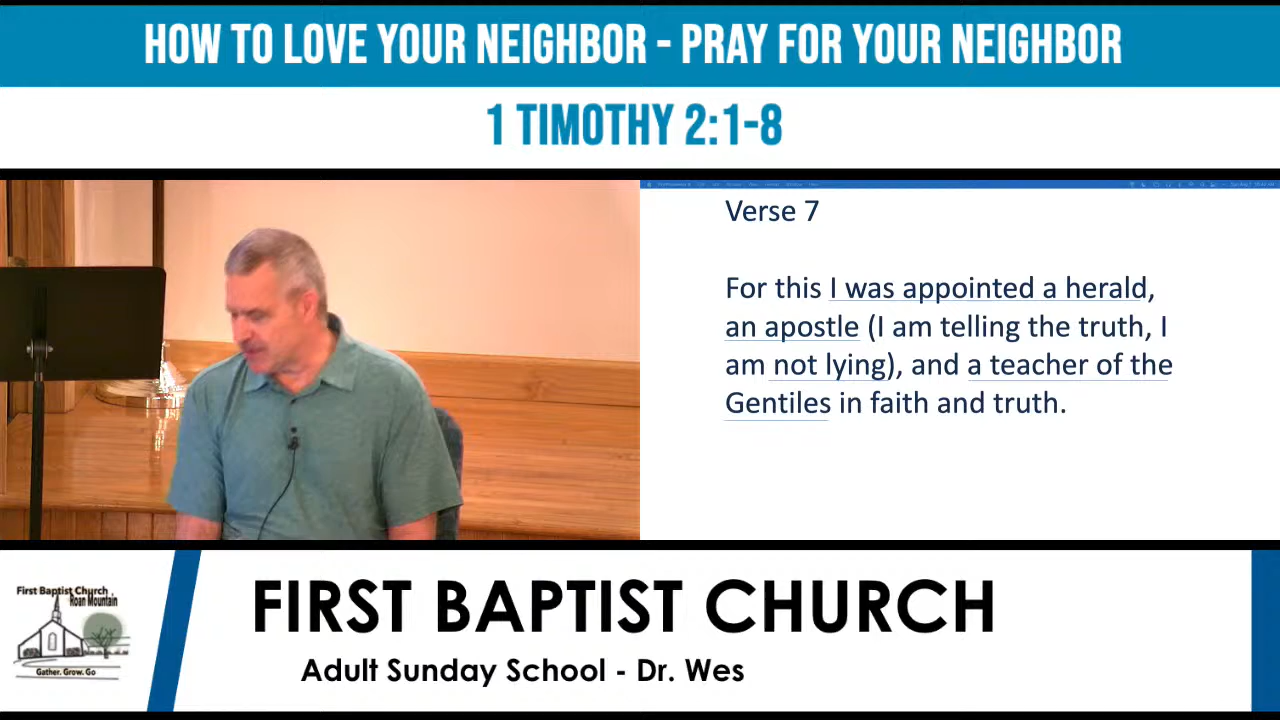 HOW TO LOVE YOUR NEIGHBOR - PRAY FOR YOUR NEIGHBOR
1 TIMOTHY 2:1-8
Verse 7
For this I was appointed a herald,
an apostle (I am telling the truth, I
am not lying), and a teacher of the
Gentiles in faith and truth.
First Baptist Church
Roan Mountain
Gather. Grow. Go
FIRST BAPTIST CHURCH
Adult Sunday School - Dr. Wes